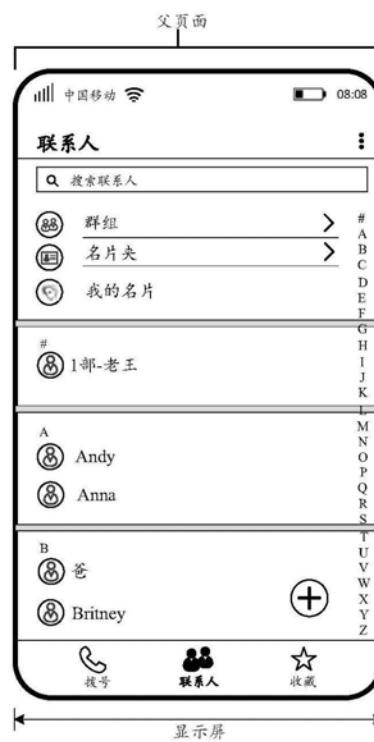 父页面
中国移动 08:08
联系人
搜索联系人
群组
名片夹
我的名片
#
1部-老王
A
Andy
Anna
B
爸
Britney
#
A
B
C
D
E
F
G
H
I
J
K
L
M
N
O
P
Q
R
S
T
U
V
W
X
Y
Z
拨号 联系人 收藏
显示屏